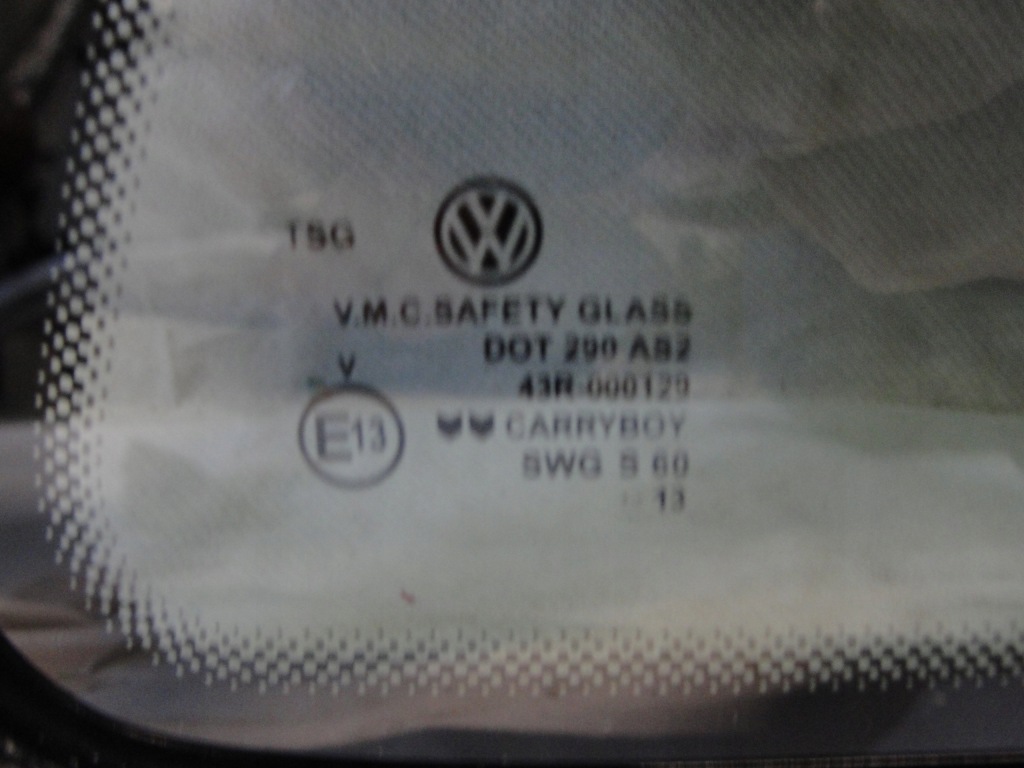 TSG
V.M.C.SAFETY GLASS
DOT 290 AS2
V
43R-000129
E13
CARRYBOY
SWG S 60
13